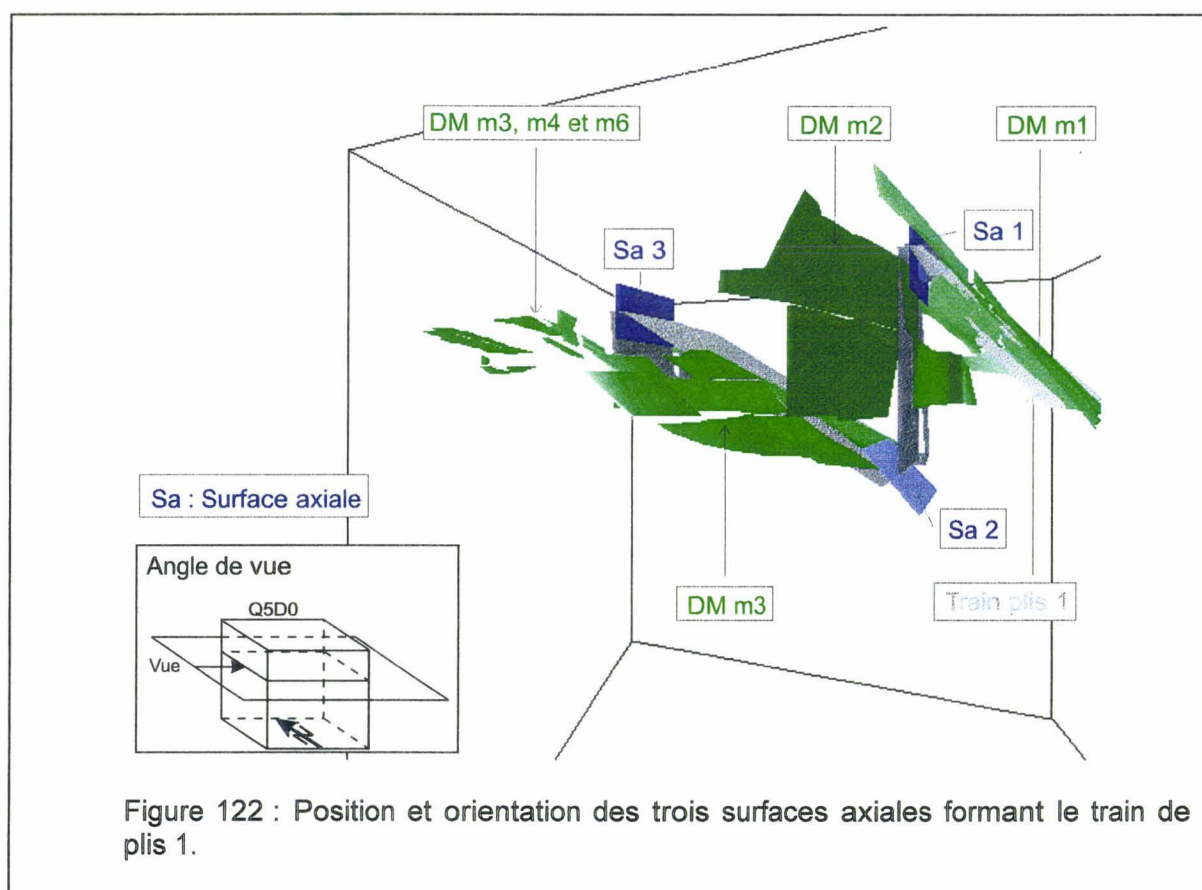 DM m3, m4 et m6
DM m2
DM m1
Sa 3
Sa 1
Sa : Surface axiale
Sa 2
Angle de vue
Q5D0
Vue
DM m3
Train plis 1
Figure 122 : Position et orientation des trois surfaces axiales formant le train de
plis 1.